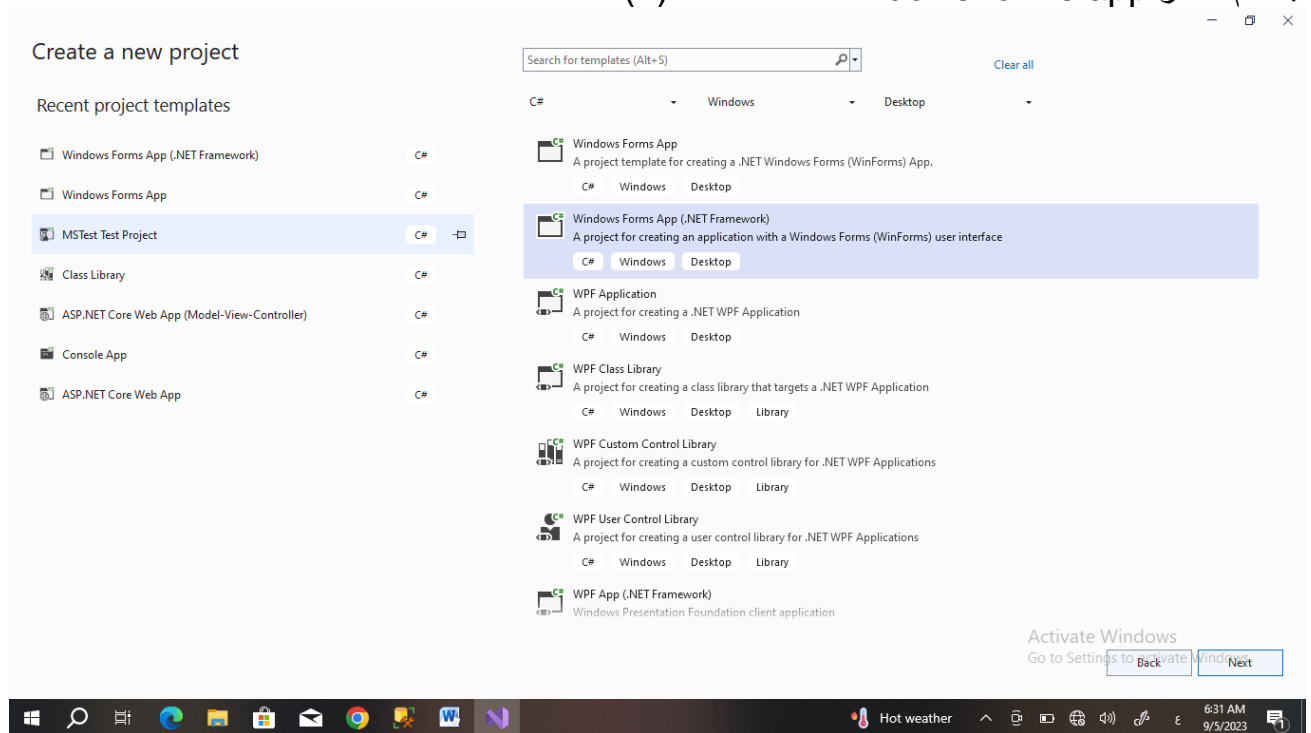 Create a new project
Search for templates (Alt+S)
Clear all
Recent project templates
C# Windows Desktop
Windows Forms App (.NET Framework) C#
Windows Forms App C#
MSTest Test Project C#
Class Library C#
ASP.NET Core Web App (Model-View-Controller) C#
Console App C#
ASP.NET Core Web App C#
Windows Forms App
A project template for creating a .NET Windows Forms (WinForms) App.
C# Windows Desktop
Windows Forms App (.NET Framework)
A project for creating an application with a Windows Forms (WinForms) user interface
C# Windows Desktop
WPF Application
A project for creating a .NET WPF Application
C# Windows Desktop
WPF Class Library
A project for creating a class library that targets a .NET WPF Application
C# Windows Desktop Library
WPF Custom Control Library
A project for creating a custom control library for .NET WPF Applications
C# Windows Desktop Library
WPF User Control Library
A project for creating a user control library for .NET WPF Applications
C# Windows Desktop Library
WPF App (.NET Framework)
Windows Presentation Foundation client application
Activate Windows
Go to Settings to activate Windows.
Back Next
Hot weather ع 6:31 AM
9/5/2023